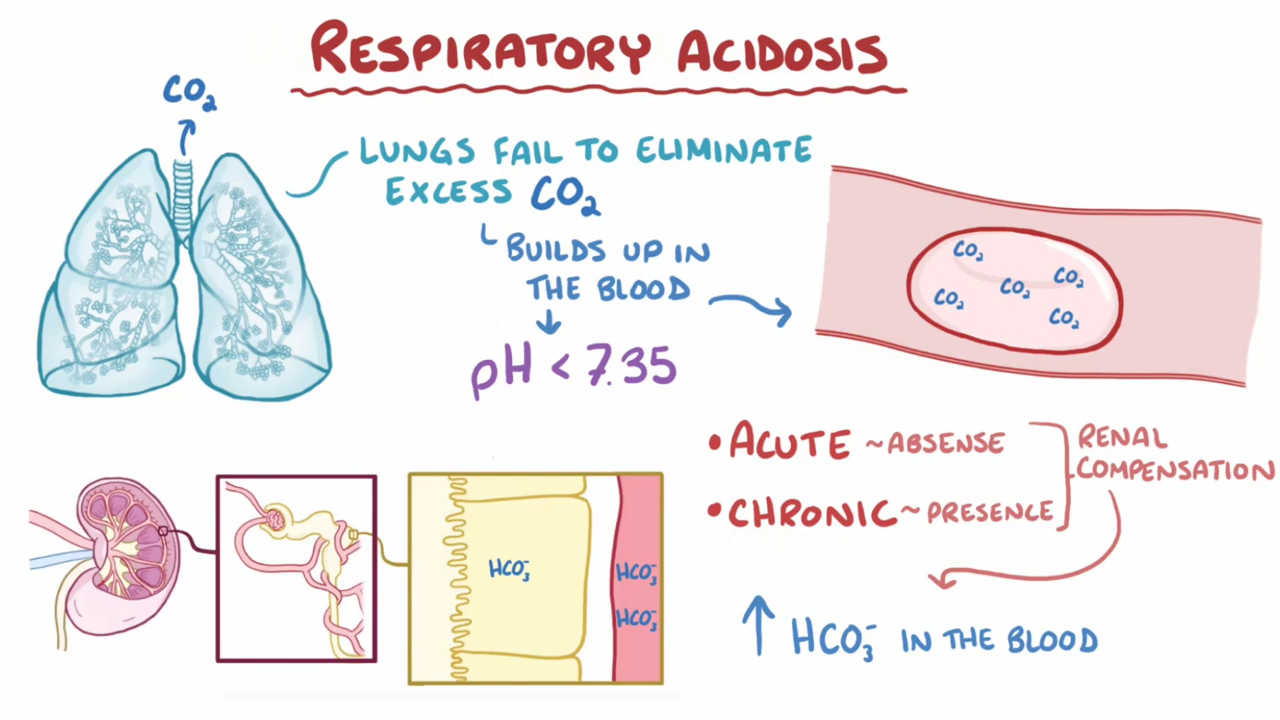 RESPIRATORY ACIDOSIS
CO₂
LUNGS FAIL TO ELIMINATE
EXCESS CO₂
BUILDS UP IN
THE BLOOD
pH < 7.35
CO₂
CO₂
CO₂
CO₂
CO₂
• ACUTE ~ ABSENSE
• CHRONIC ~ PRESENCE
RENAL
COMPENSATION
↑ HCO₃⁻ IN THE BLOOD
HCO₃⁻
HCO₃⁻
HCO₃⁻